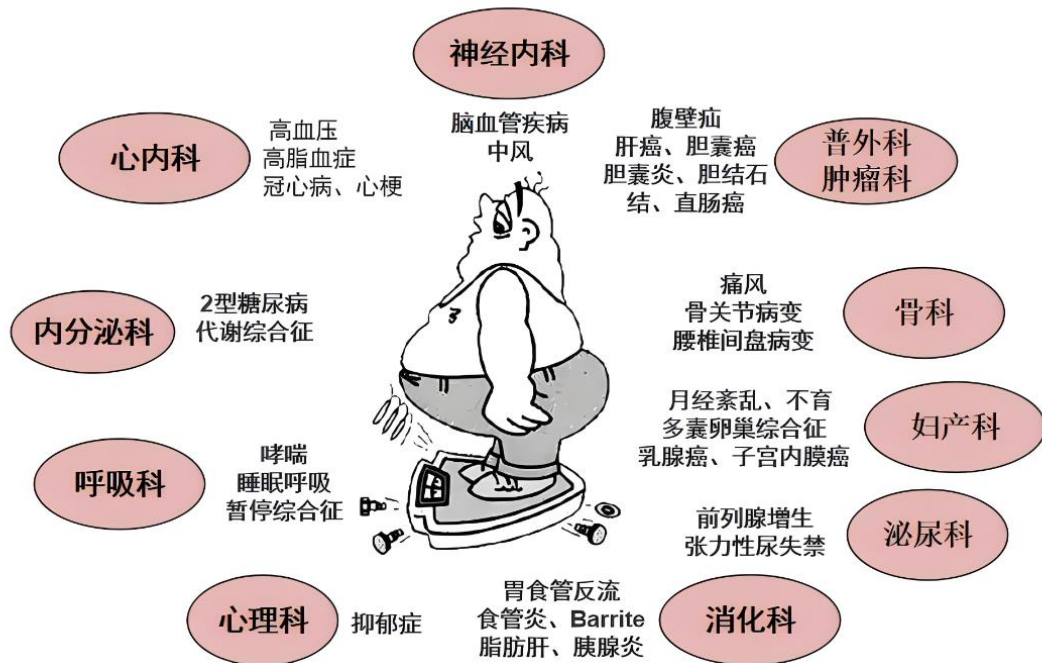 神经内科
脑血管疾病
中风
心内科
高血压
高脂血症
冠心病、心梗
腹壁疝
肝癌、胆囊癌
胆囊炎、胆结石
结、直肠癌
普外科
肿瘤科
内分泌科
2型糖尿病
代谢综合征
痛风
骨关节病变
腰椎间盘病变
骨科
月经紊乱、不育
多囊卵巢综合征
乳腺癌、子宫内膜癌
妇产科
呼吸科
哮喘
睡眠呼吸
暂停综合征
前列腺增生
张力性尿失禁
泌尿科
心理科
抑郁症
胃食管反流
食管炎、Barrite
脂肪肝、胰腺炎
消化科